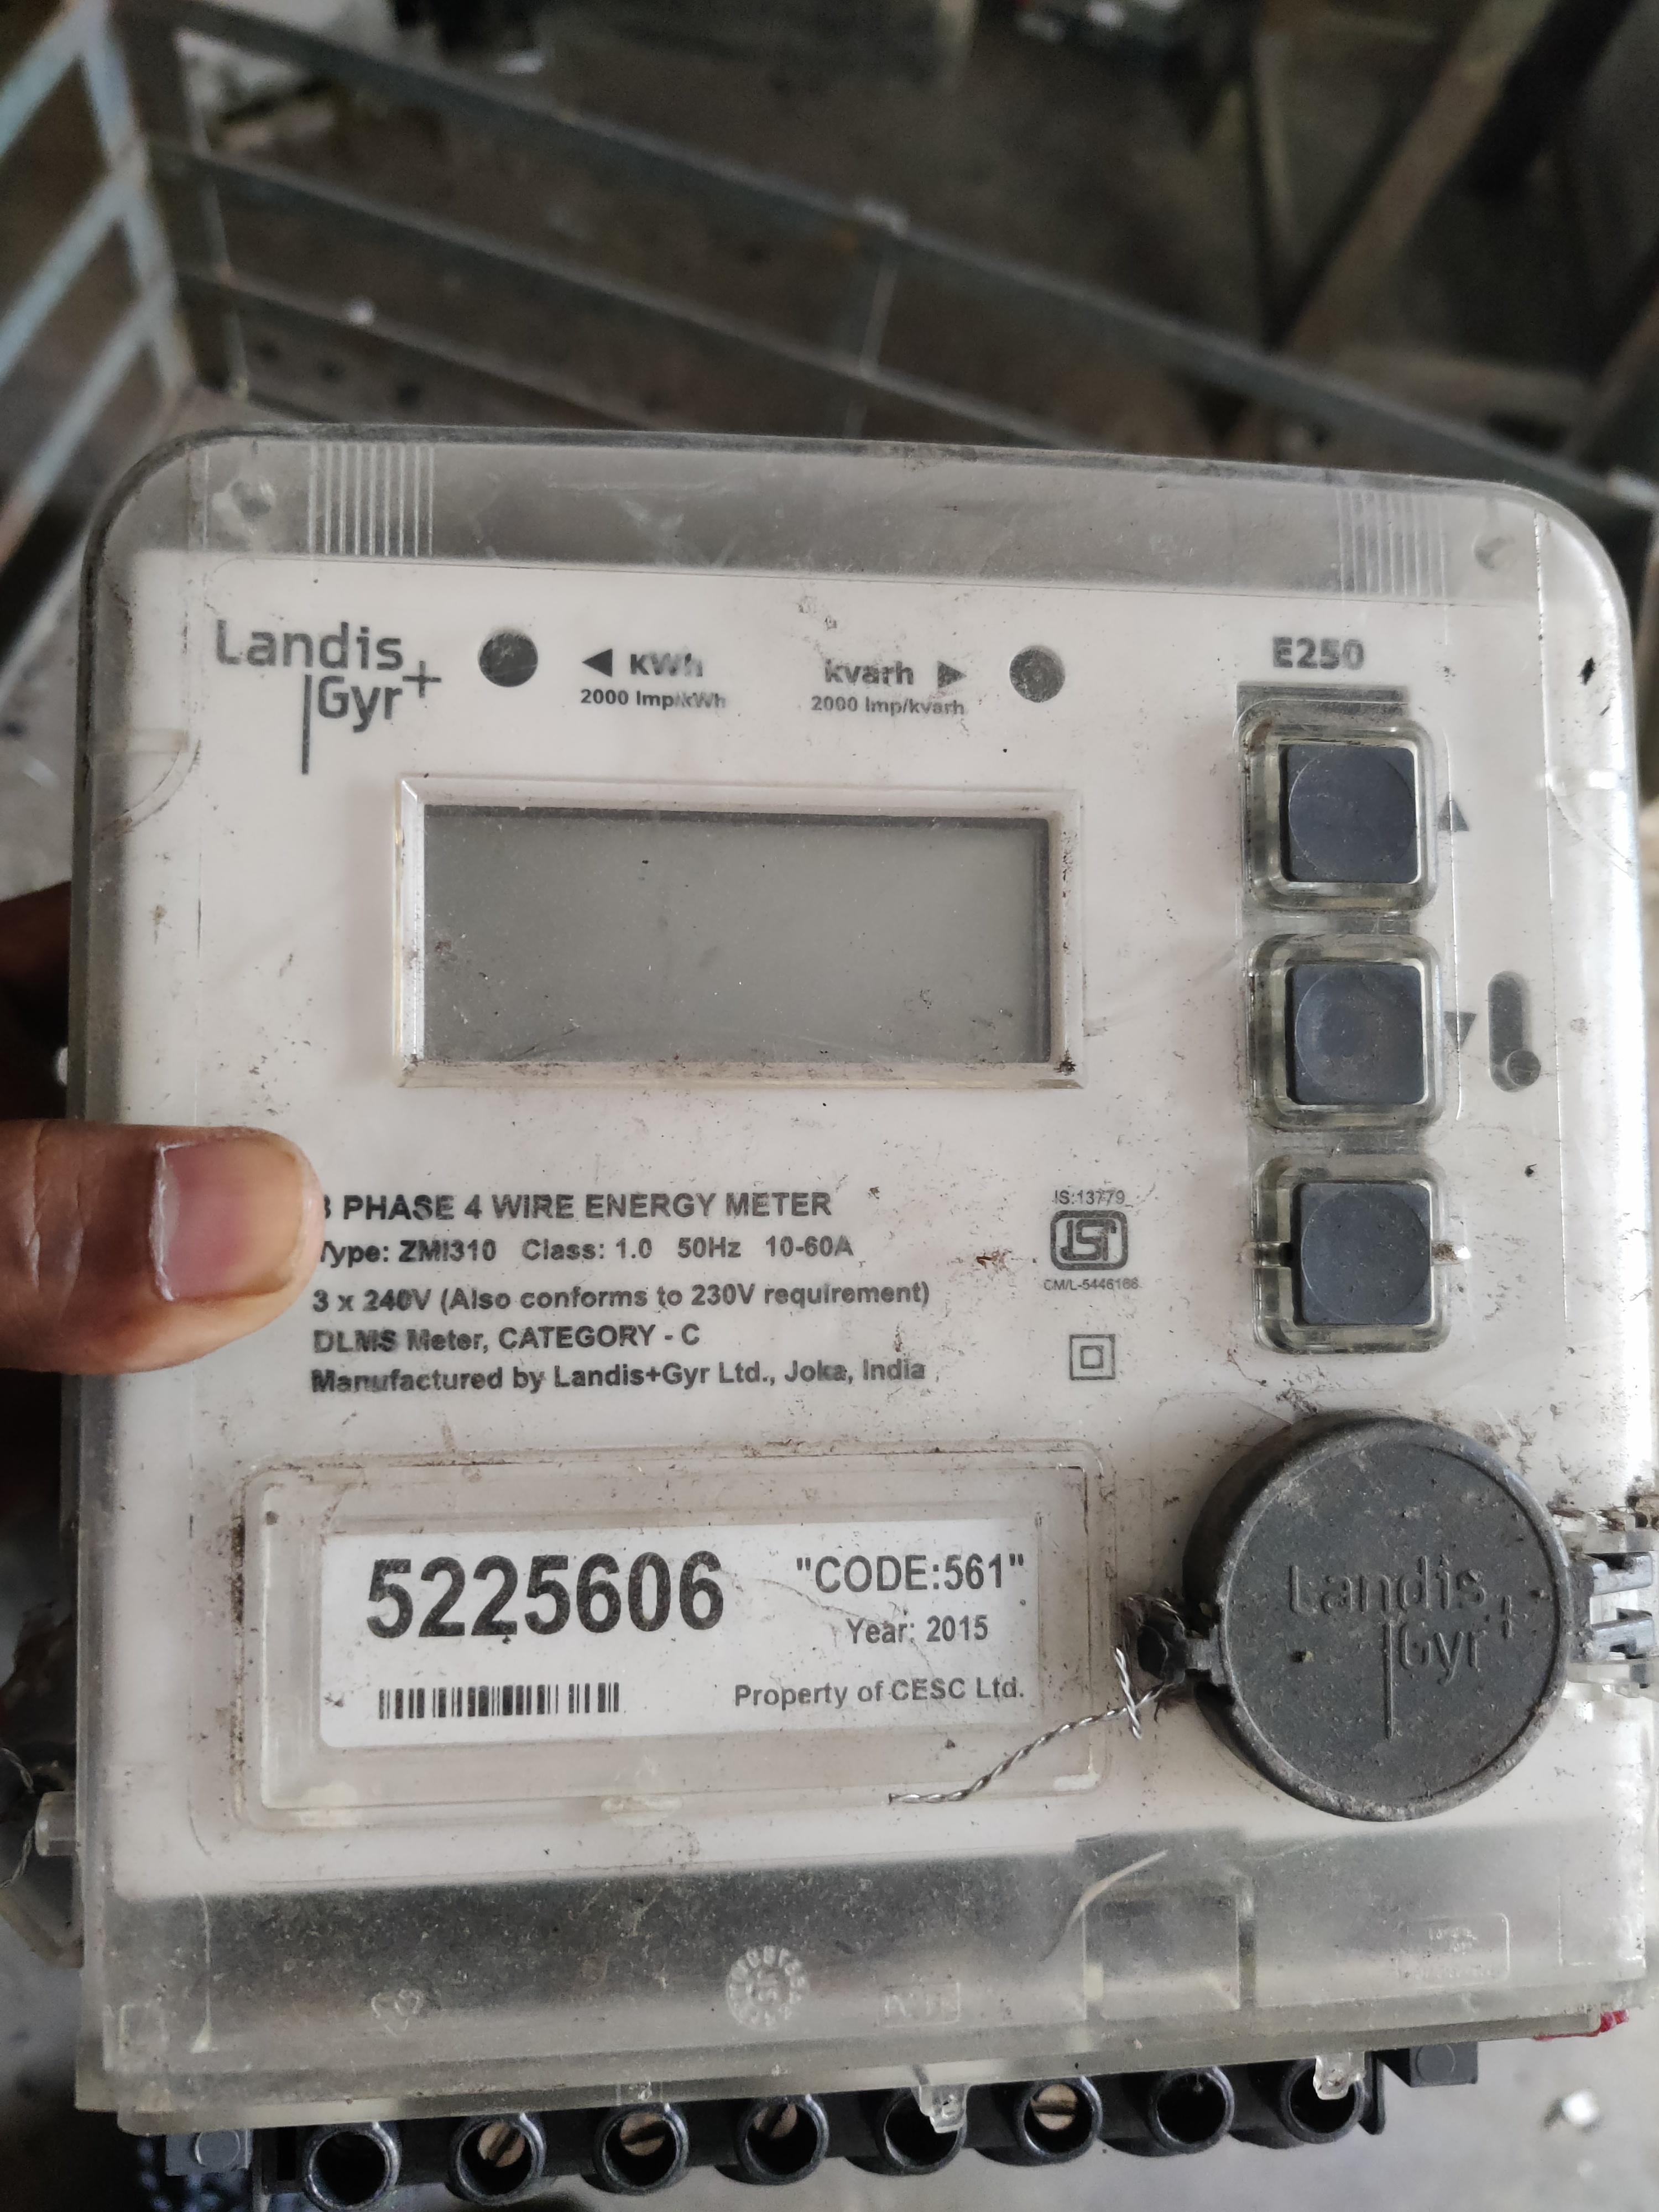 Landis
Gyr+
KWh
2000 Imp/kWh
kvarh
2000 Imp/kvarh
E250
3 PHASE 4 WIRE ENERGY METER
Type: ZMI310 Class: 1.0 50Hz 10-60A
3 x 240V (Also conforms to 230V requirement)
DLMS Meter, CATEGORY - C
Manufactured by Landis+Gyr Ltd., Joka, India
IS:13779
ISI
CM/L-5446166
5225606
"CODE:561"
Year: 2015
Property of CESC Ltd.
Landis
Gyr+